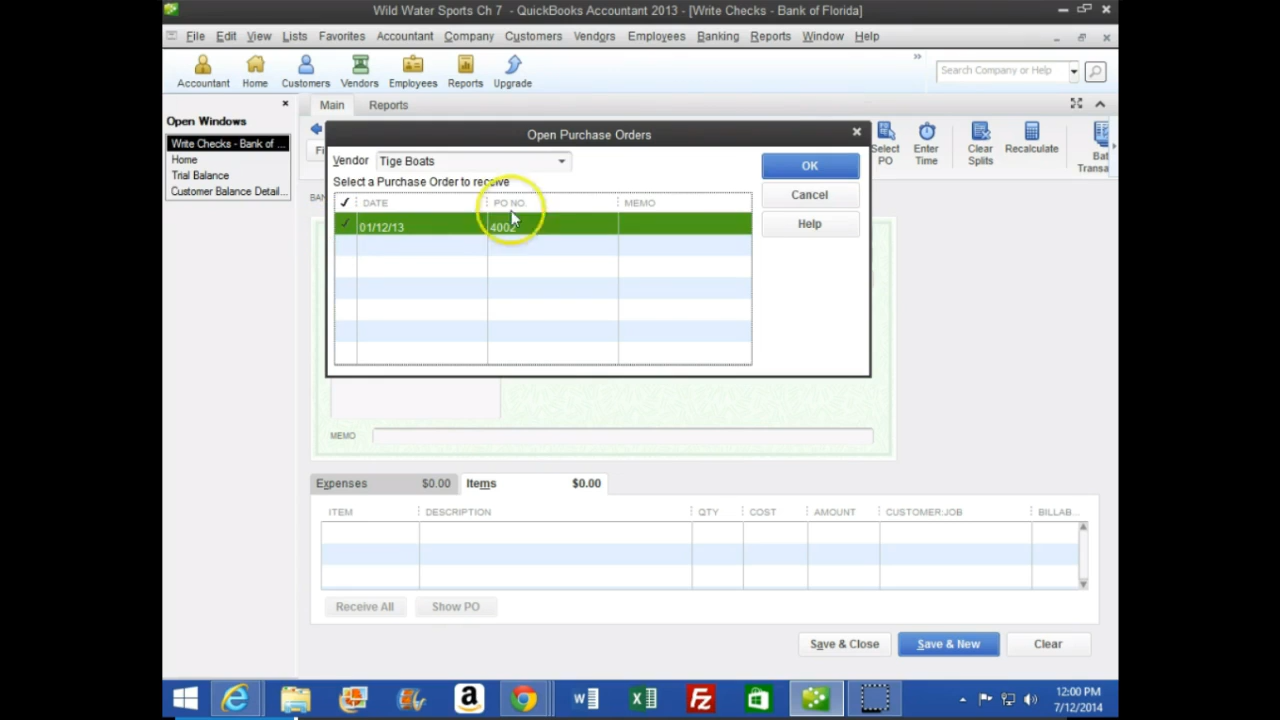 Wild Water Sports Ch 7 - QuickBooks Accountant 2013 - [Write Checks - Bank of Florida]
File Edit View Lists Favorites Accountant Company Customers Vendors Employees Banking Reports Window Help
Accountant Home Customers Vendors Employees Reports Upgrade
Search Company or Help
Open Windows
Write Checks - Bank of ...
Home
Trial Balance
Customer Balance Detail...
Main Reports
Select PO
Enter Time
Clear Splits
Recalculate
Open Purchase Orders
Vendor Tige Boats
Select a Purchase Order to receive
DATE PO NO. MEMO
01/12/13 4002
OK
Cancel
Help
MEMO
Expenses $0.00 Items $0.00
ITEM DESCRIPTION QTY COST AMOUNT CUSTOMER:JOB BILLAB...
Receive All Show PO
Save & Close Save & New Clear
12:00 PM
7/12/2014